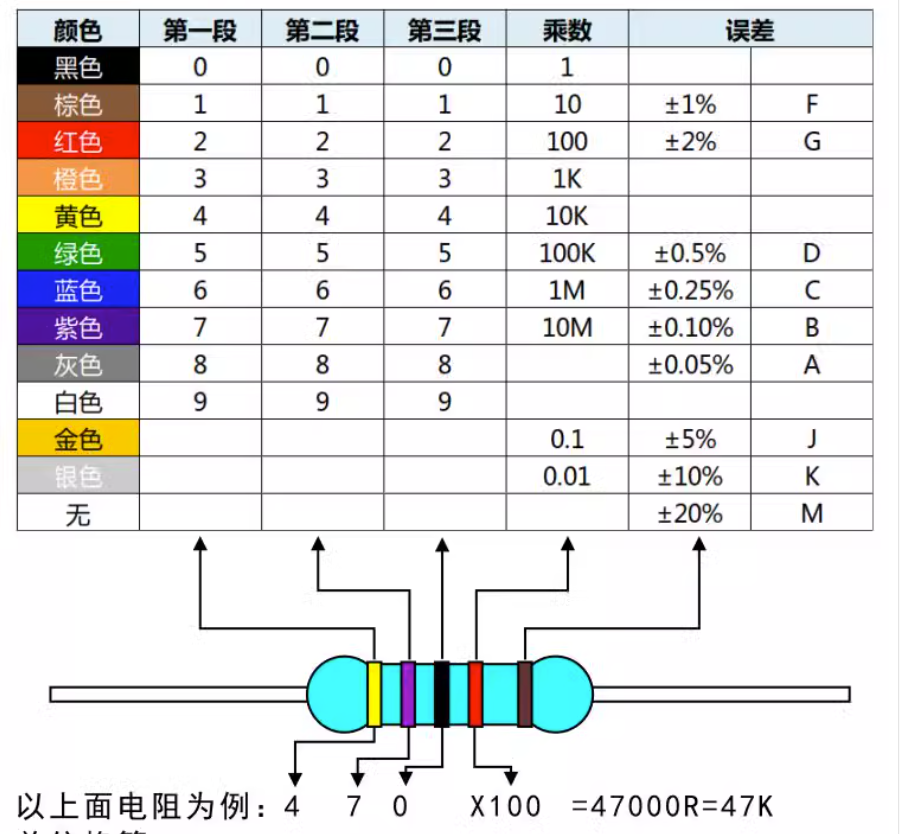 颜色 第一段 第二段 第三段 乘数 误差
黑色 0 0 0 1
棕色 1 1 1 10 ±1% F
红色 2 2 2 100 ±2% G
橙色 3 3 3 1K
黄色 4 4 4 10K
绿色 5 5 5 100K ±0.5% D
蓝色 6 6 6 1M ±0.25% C
紫色 7 7 7 10M ±0.10% B
灰色 8 8 8 ±0.05% A
白色 9 9 9
金色 0.1 ±5% J
银色 0.01 ±10% K
无 ±20% M
以上面电阻为例：4 7 0 X100 =47000R=47K